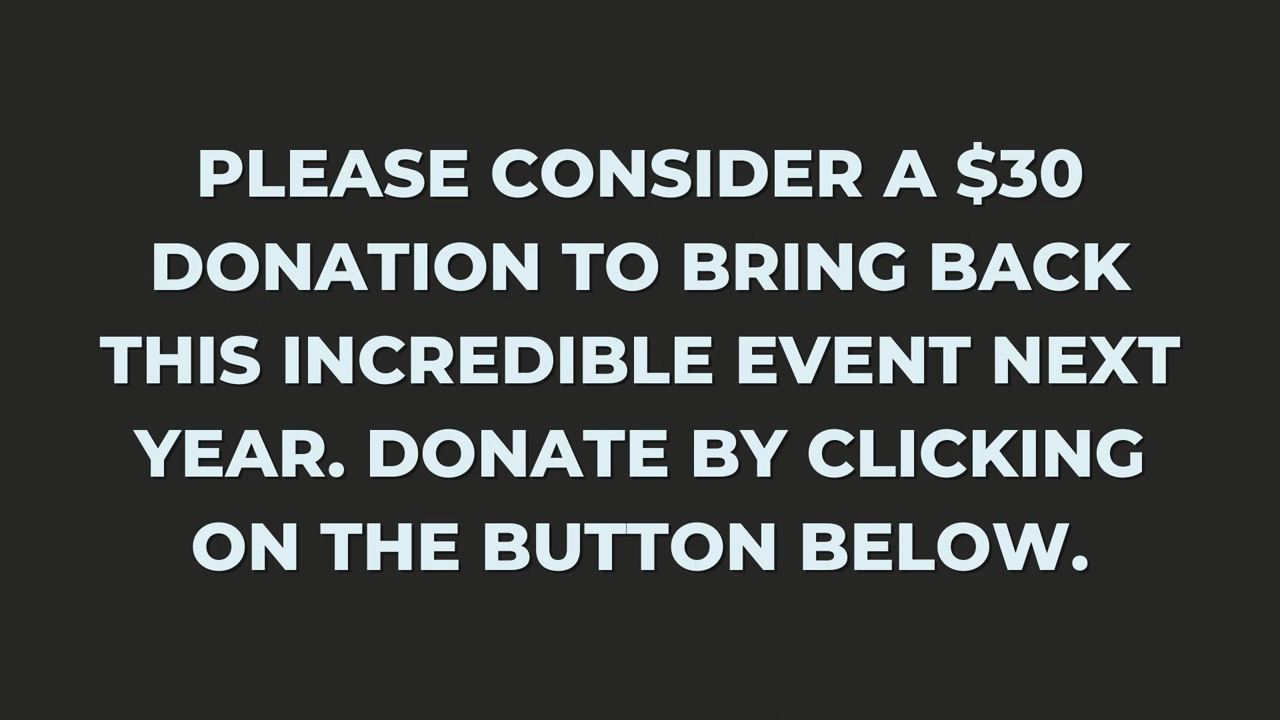 PLEASE CONSIDER A $30
DONATION TO BRING BACK
THIS INCREDIBLE EVENT NEXT
YEAR. DONATE BY CLICKING
ON THE BUTTON BELOW.